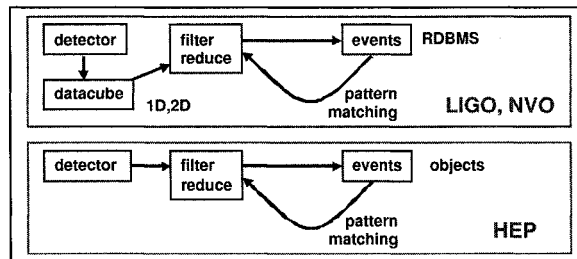 detector
filter
reduce
events
RDBMS
datacube
1D,2D
pattern
matching
LIGO, NVO
detector
filter
reduce
events
objects
pattern
matching
HEP